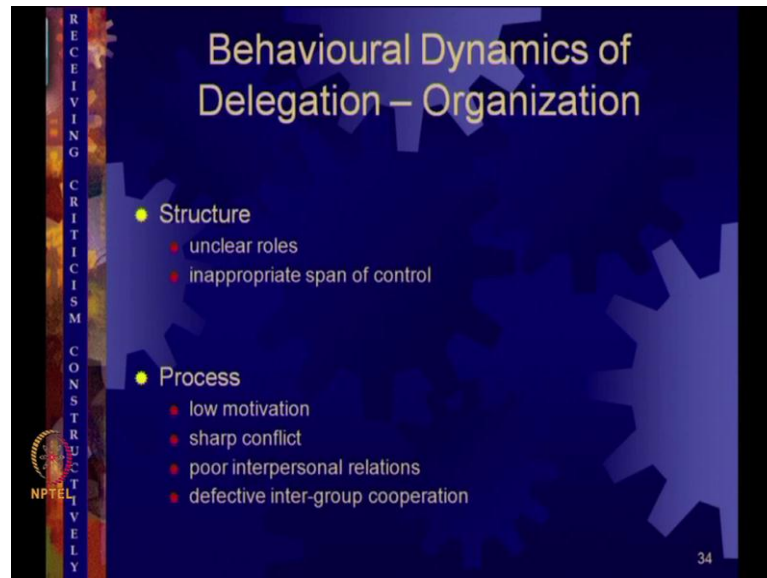 RECEIVING CRITICISM CONSTRUCTIVELY
Behavioural Dynamics of
Delegation – Organization
Structure
unclear roles
inappropriate span of control
Process
low motivation
sharp conflict
poor interpersonal relations
defective inter-group cooperation
NPTEL
34